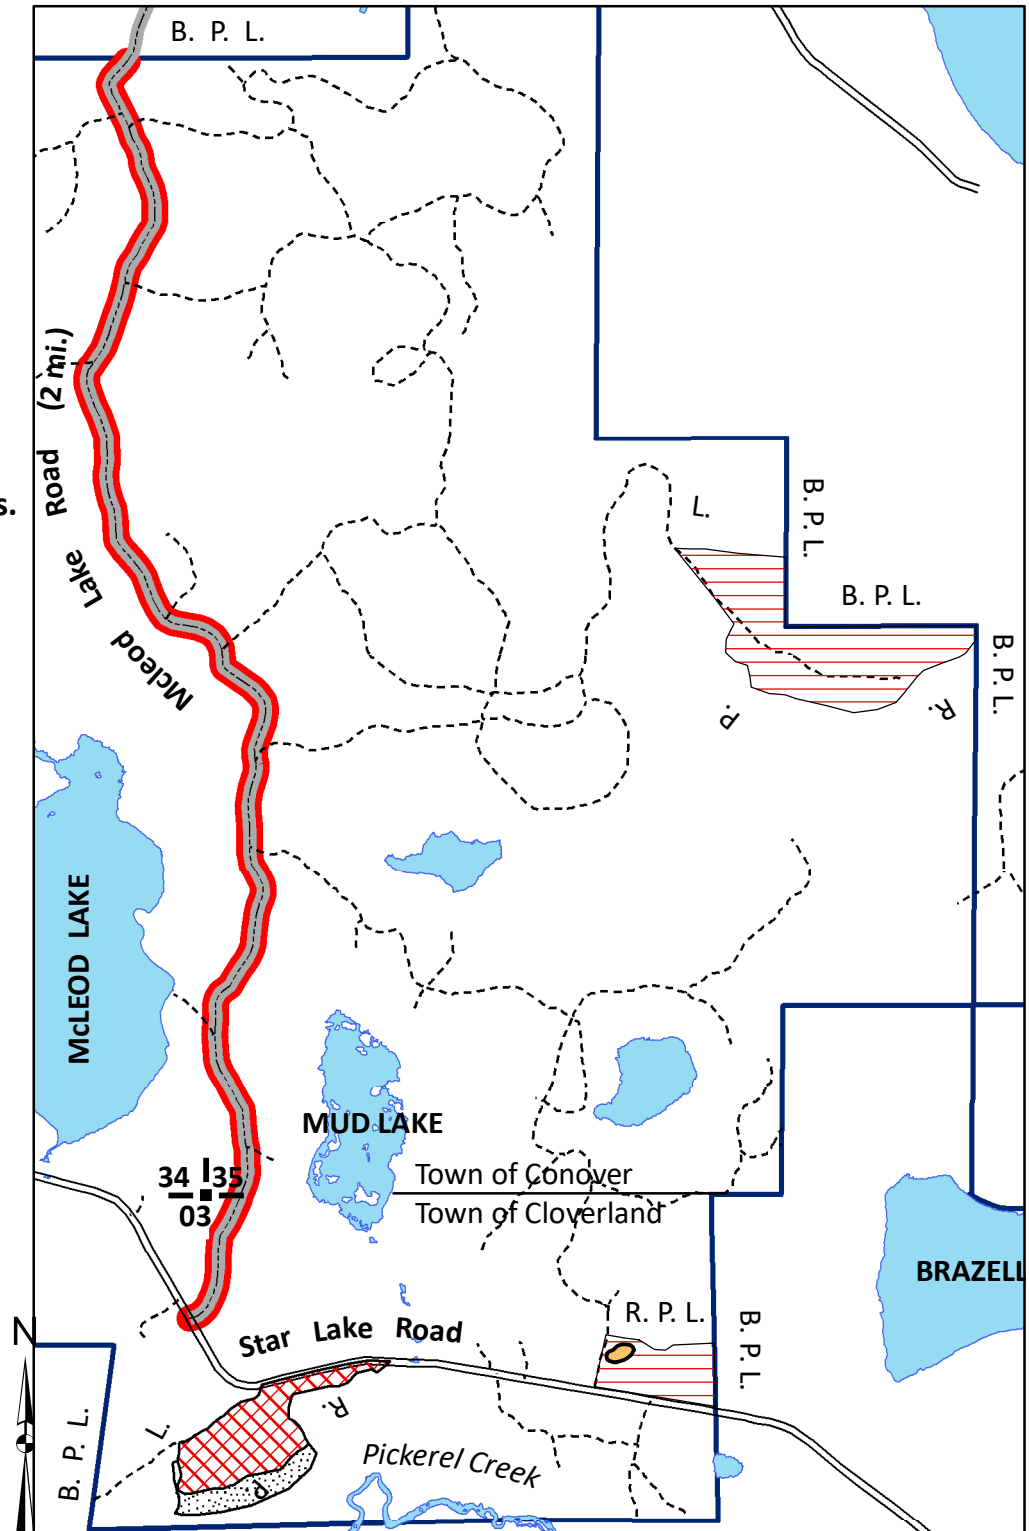 B. P. L.
(2 mi.)
Road
Lake
Mcleod
s.
L.
B. P. L.
B. P. L.
B. P. L.
P.
R.
McLEOD LAKE
MUD LAKE
34 35
03
Town of Conover
Town of Cloverland
BRAZELL
R. P. L.
B. P. L.
N
Star Lake Road
B. P. L.
L.
R.
P.
Pickerel Creek